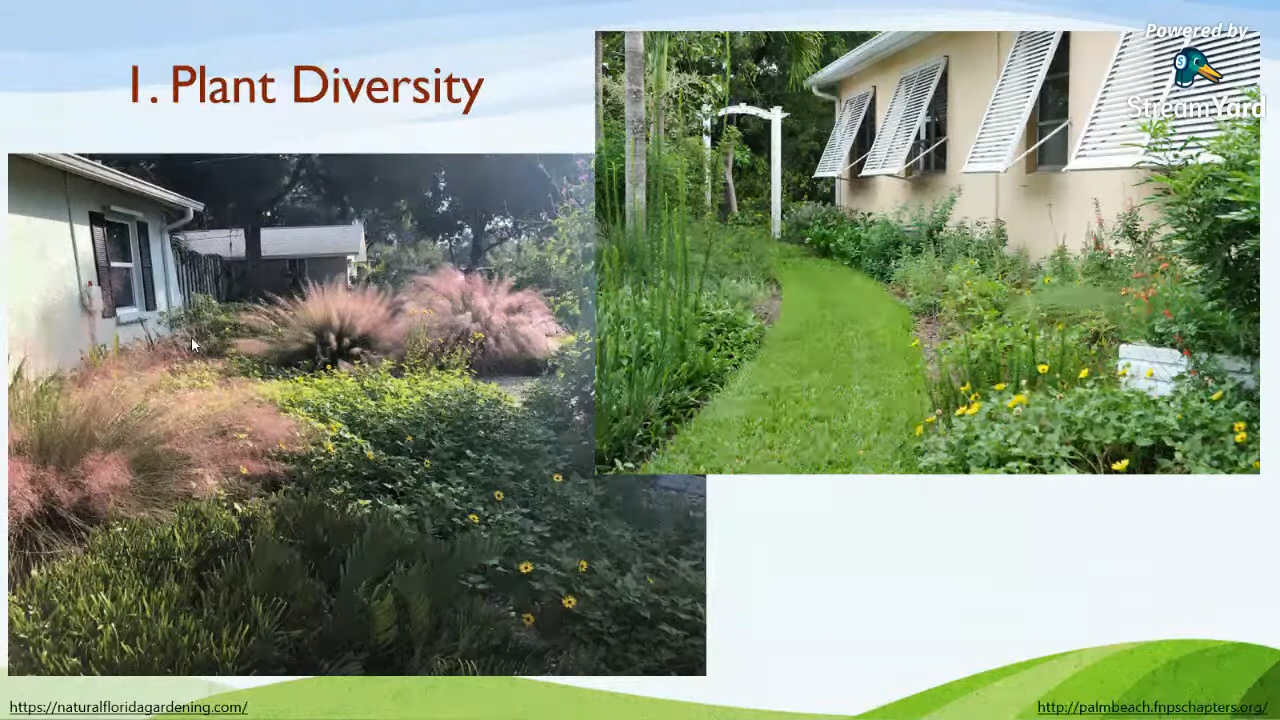 Powered by
StreamYard
1. Plant Diversity
https://naturalfloridagardening.com/
http://palmbeach.fnpschapters.org/